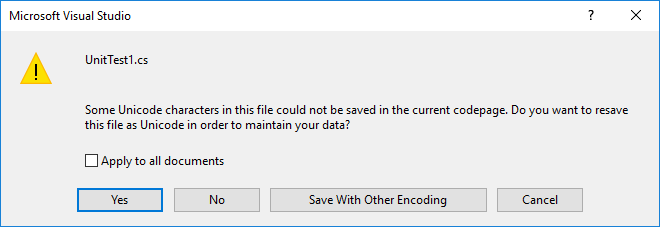 Microsoft Visual Studio
UnitTest1.cs
Some Unicode characters in this file could not be saved in the current codepage. Do you want to resave
this file as Unicode in order to maintain your data?
Apply to all documents
Yes No Save With Other Encoding Cancel